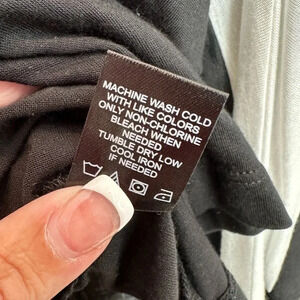 MACHINE WASH COLD
WITH LIKE COLORS
ONLY NON-CHLORINE
BLEACH WHEN
NEEDED
TUMBLE DRY LOW
COOL IRON
IF NEEDED